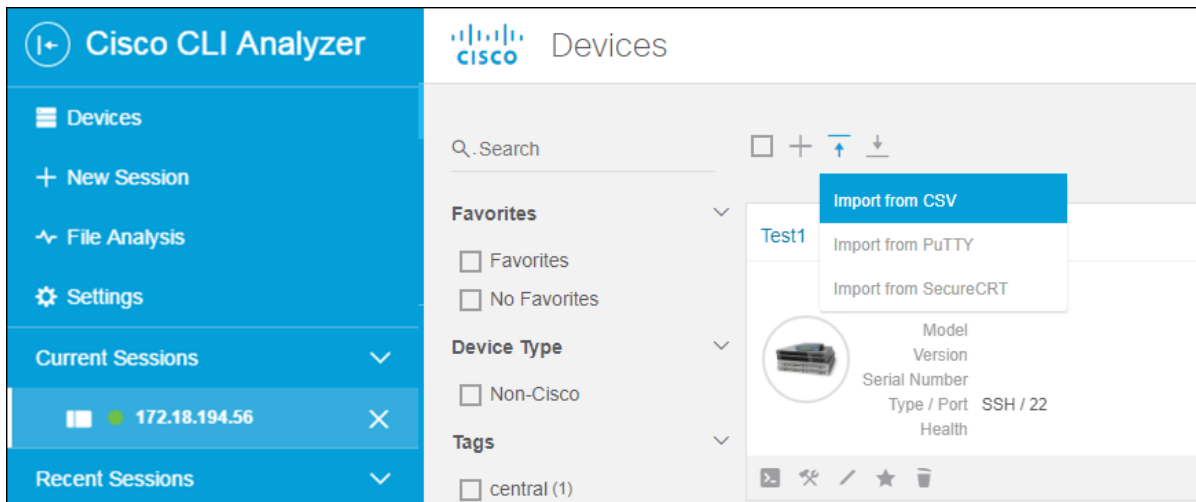 Cisco CLI Analyzer
Devices
New Session
File Analysis
Settings
Current Sessions
172.18.194.56
Recent Sessions
CISCO
Devices
Search
Favorites
Favorites
No Favorites
Device Type
Non-Cisco
Tags
central (1)
Import from CSV
Import from PuTTY
Import from SecureCRT
Test1
Model
Version
Serial Number
Type / Port SSH / 22
Health